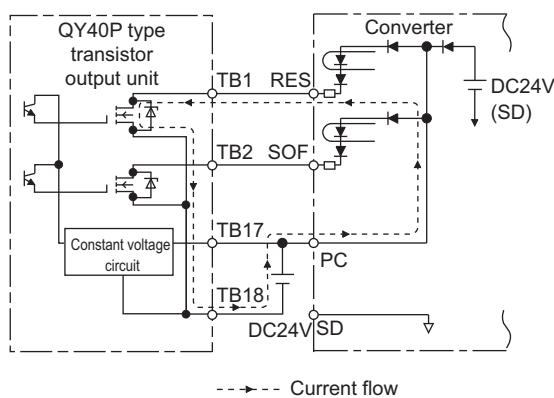 QY40P type
transistor
output unit
Converter
TB1 RES
DC24V
(SD)
TB2 SOF
TB17
Constant voltage
circuit
PC
TB18
DC24V SD
Current flow